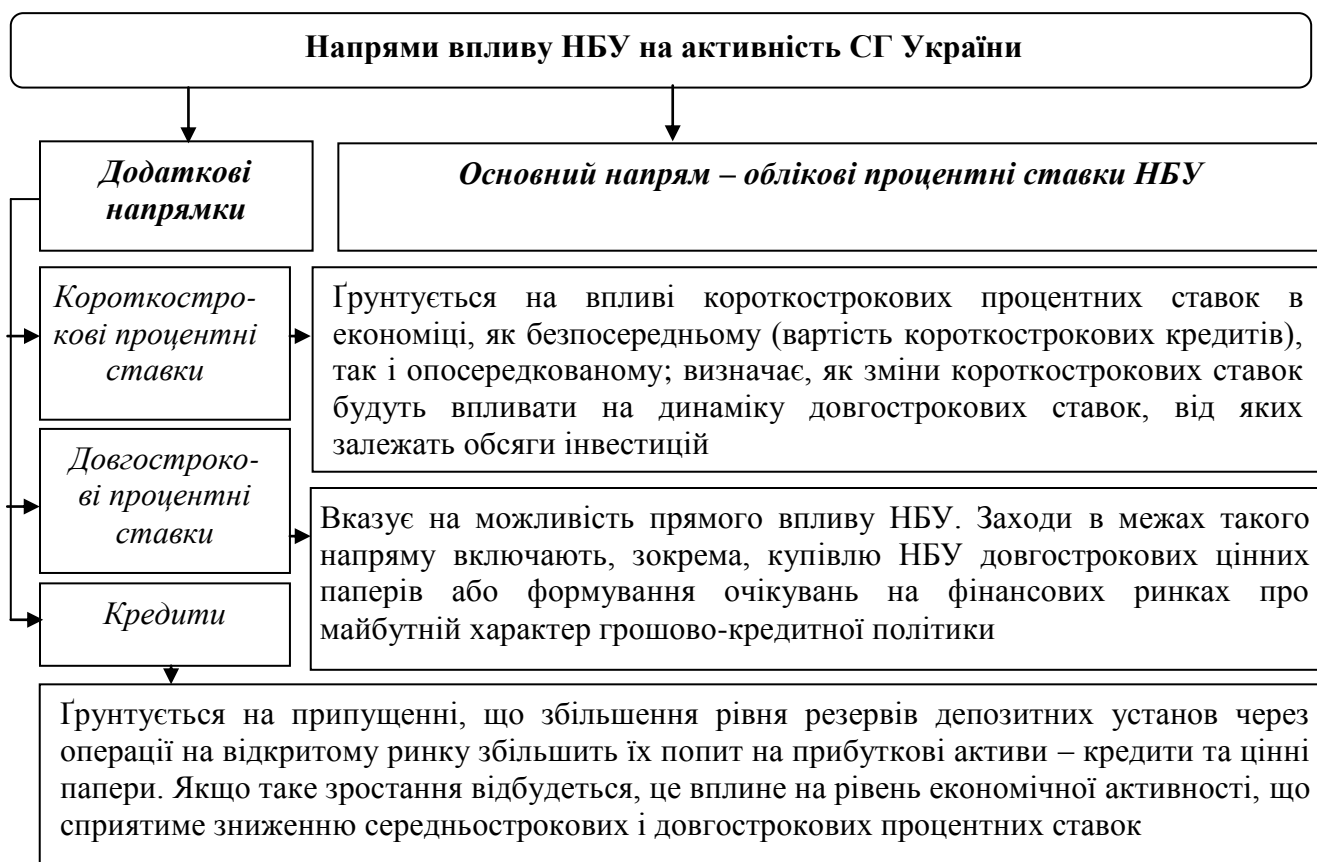 Напрями впливу НБУ на активність СГ України
Додаткові
напрямки
Основний напрям – облікові процентні ставки НБУ
Короткостро-
кові процентні
ставки
Ґрунтується на впливі короткострокових процентних ставок в
економіці, як безпосередньому (вартість короткострокових кредитів),
так і опосередкованому; визначає, як зміни короткострокових ставок
будуть впливати на динаміку довгострокових ставок, від яких
залежать обсяги інвестицій
Довгостроко-
ві процентні
ставки
Вказує на можливість прямого впливу НБУ. Заходи в межах такого
напряму включають, зокрема, купівлю НБУ довгострокових цінних
паперів або формування очікувань на фінансових ринках про
майбутній характер грошово-кредитної політики
Кредити
Ґрунтується на припущенні, що збільшення рівня резервів депозитних установ через
операції на відкритому ринку збільшить їх попит на прибуткові активи – кредити та цінні
папери. Якщо таке зростання відбудеться, це вплине на рівень економічної активності, що
сприятиме зниженню середньострокових і довгострокових процентних ставок